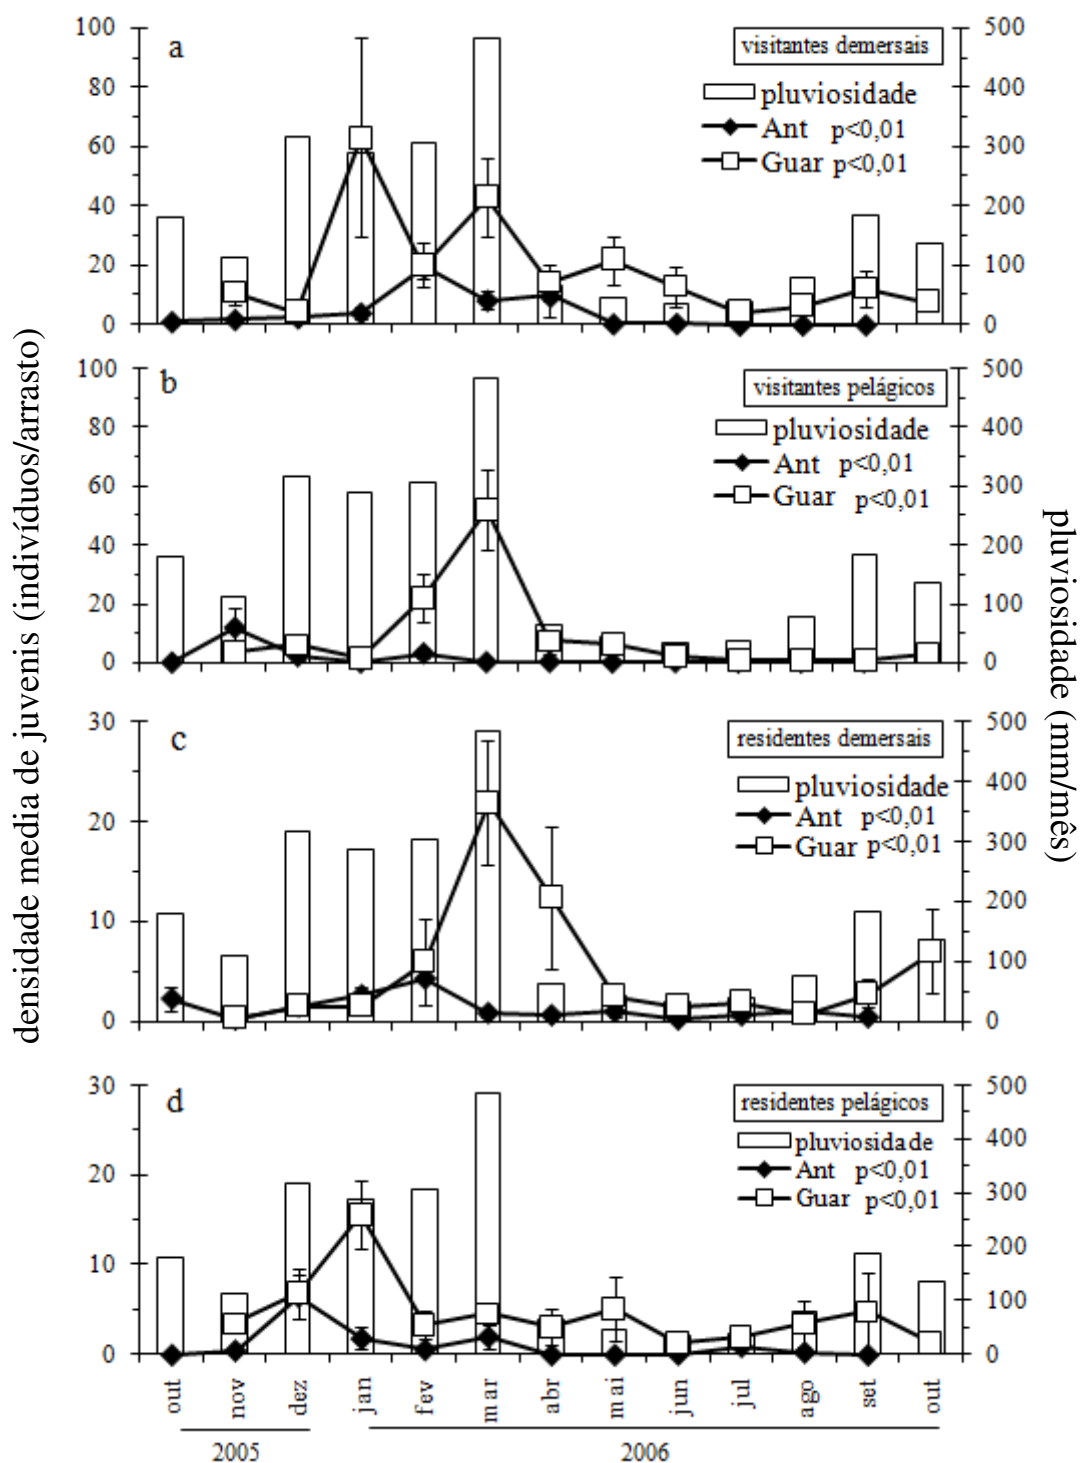 densidade media de juvenis (indivíduos/arrasto)
pluviosidade (mm/mês)
a
visitantes demersais
pluviosidade
Ant p<0,01
Guar p<0,01
100
80
60
40
20
0
500
400
300
200
100
0
b
visitantes pelágicos
pluviosidade
Ant p<0,01
Guar p<0,01
100
80
60
40
20
0
500
400
300
200
100
0
c
residentes demersais
pluviosidade
Ant p<0,01
Guar p<0,01
30
20
10
0
500
400
300
200
100
0
d
residentes pelágicos
pluviosidade
Ant p<0,01
Guar p<0,01
30
20
10
0
500
400
300
200
100
0
out nov dez jan fev mar abr mai jun jul ago set out
2005 2006